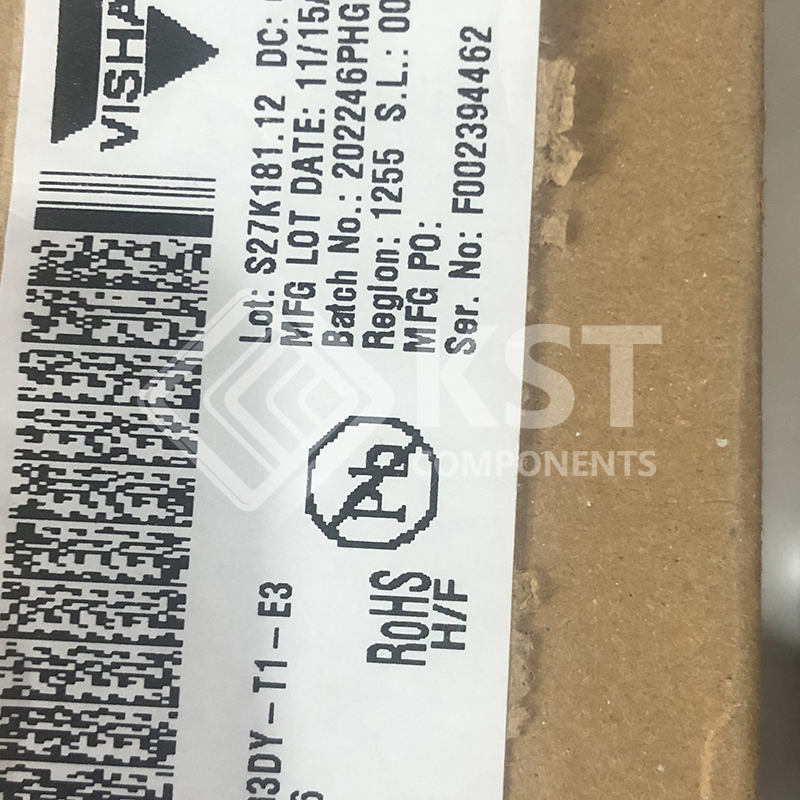 VISHA
Lot: S27K181.12 DC:
MFG LOT DATE: 11/15/
Batch No.: 202246PHG
Region: 1255 S.L.: 00
MFG PO:
Ser. No: F002394462
KST
COMPONENTS
Pb
RoHS
H/F
3DY-T1-E3